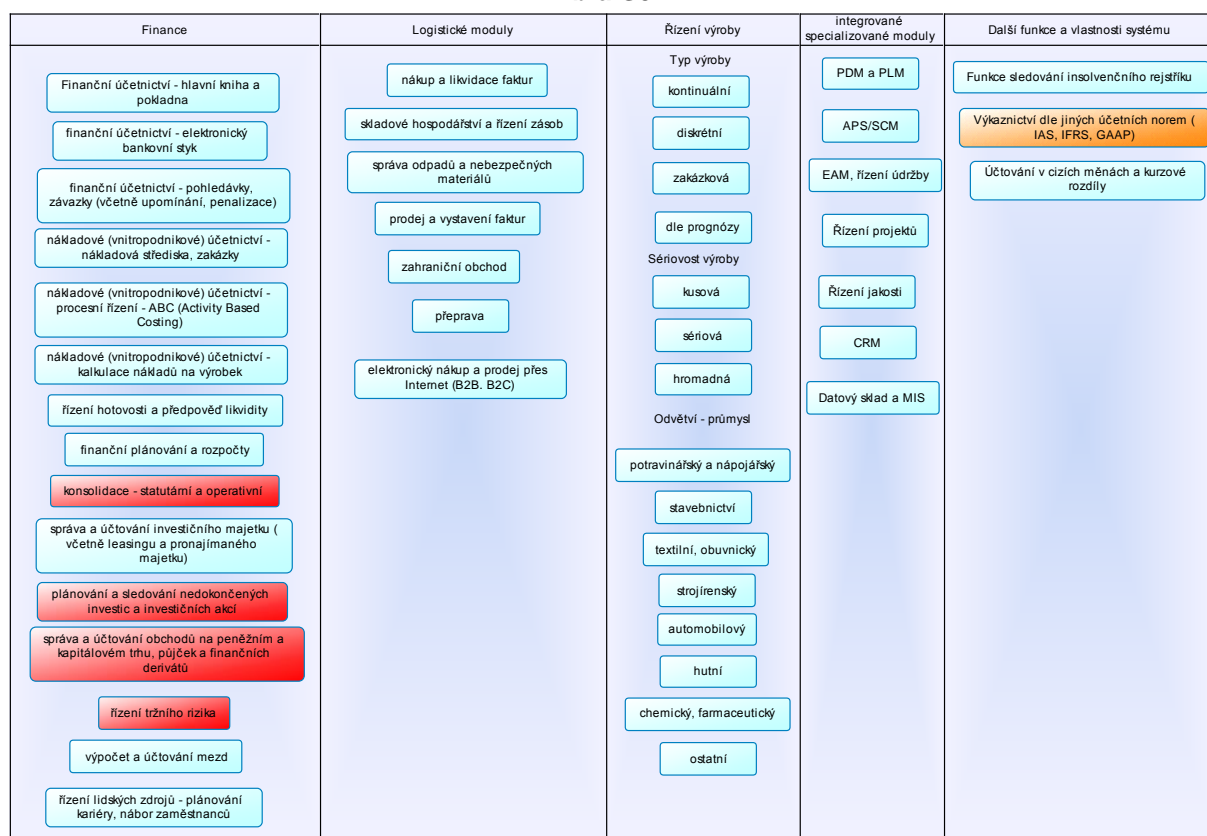 Finance
Finanční účetnictví - hlavní kniha a
pokladna
finanční účetnictví - elektronický
bankovní styk
finanční účetnictví - pohledávky,
závazky (včetně upomínání, penalizace)
nákladové (vnitropodnikové) účetnictví -
nákladová střediska, zakázky
nákladové (vnitropodnikové) účetnictví -
procesní řízení - ABC (Activity Based
Costing)
nákladové (vnitropodnikové) účetnictví -
kalkulace nákladů na výrobek
řízení hotovosti a předpověď likvidity
finanční plánování a rozpočty
konsolidace - statutární a operativní
správa a účtování investičního majetku (
včetně leasingu a pronajímaného
majetku)
plánování a sledování nedokončených
investic a investičních akcí
správa a účtování obchodů na peněžním a
kapitálovém trhu, půjček a finančních
derivátů
řízení tržního rizika
výpočet a účtování mezd
řízení lidských zdrojů - plánování
kariéry, nábor zaměstnanců
Logistické moduly
nákup a likvidace faktur
skladové hospodářství a řízení zásob
správa odpadů a nebezpečných
materiálů
prodej a vystavení faktur
zahraniční obchod
přeprava
elektronický nákup a prodej přes
Internet (B2B. B2C)
Řízení výroby
Typ výroby
kontinuální
diskrétní
zakázková
dle prognózy
Sériovost výroby
kusová
sériová
hromadná
Odvětví - průmysl
potravinářský a nápojářský
stavebnictví
textilní, obuvnický
strojírenský
automobilový
hutní
chemický, farmaceutický
ostatní
integrované
specializované moduly
PDM a PLM
APS/SCM
EAM, řízení údržby
Řízení projektů
Řízení jakosti
CRM
Datový sklad a MIS
Další funkce a vlastnosti systému
Funkce sledování insolvenčního rejstříku
Výkaznictví dle jiných účetních norem (
IAS, IFRS, GAAP)
Účtování v cizích měnách a kurzové
rozdíly